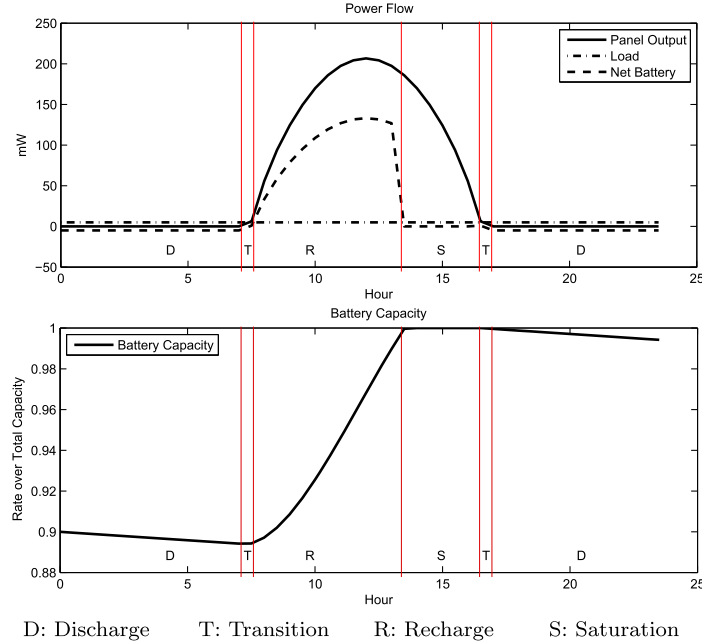 Power Flow
250
200
150
100
50
0
−50
mW
Panel Output
Load
Net Battery
D T R S T D
0 5 10 15 20 25
Hour
Battery Capacity
1
0.98
0.96
0.94
0.92
0.9
0.88
Rate over Total Capacity
Battery Capacity
D T R S T D
0 5 10 15 20 25
Hour
D: Discharge T: Transition R: Recharge S: Saturation